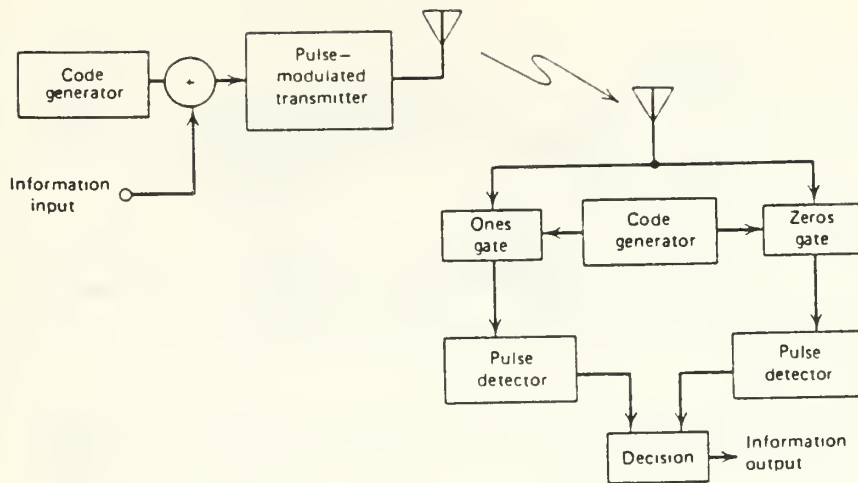 Code
generator
+
Pulse—
modulated
transmitter
Information
input
Ones
gate
Code
generator
Zeros
gate
Pulse
detector
Pulse
detector
Decision
Information
output